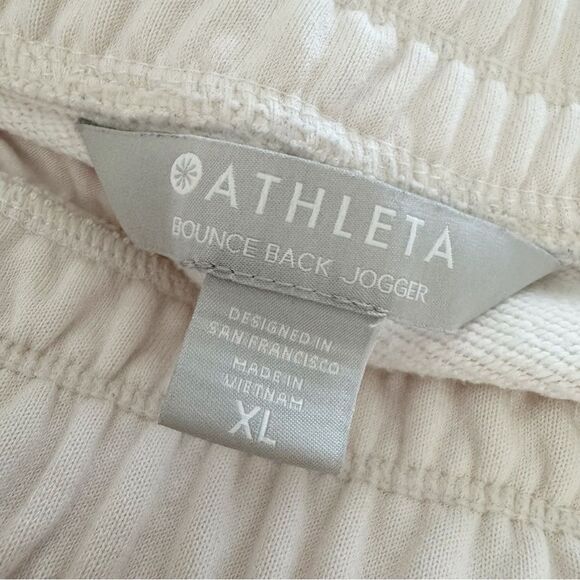 ATHLETA
BOUNCE BACK JOGGER
DESIGNED IN
SAN FRANCISCO
MADE IN
VIETNAM
XL